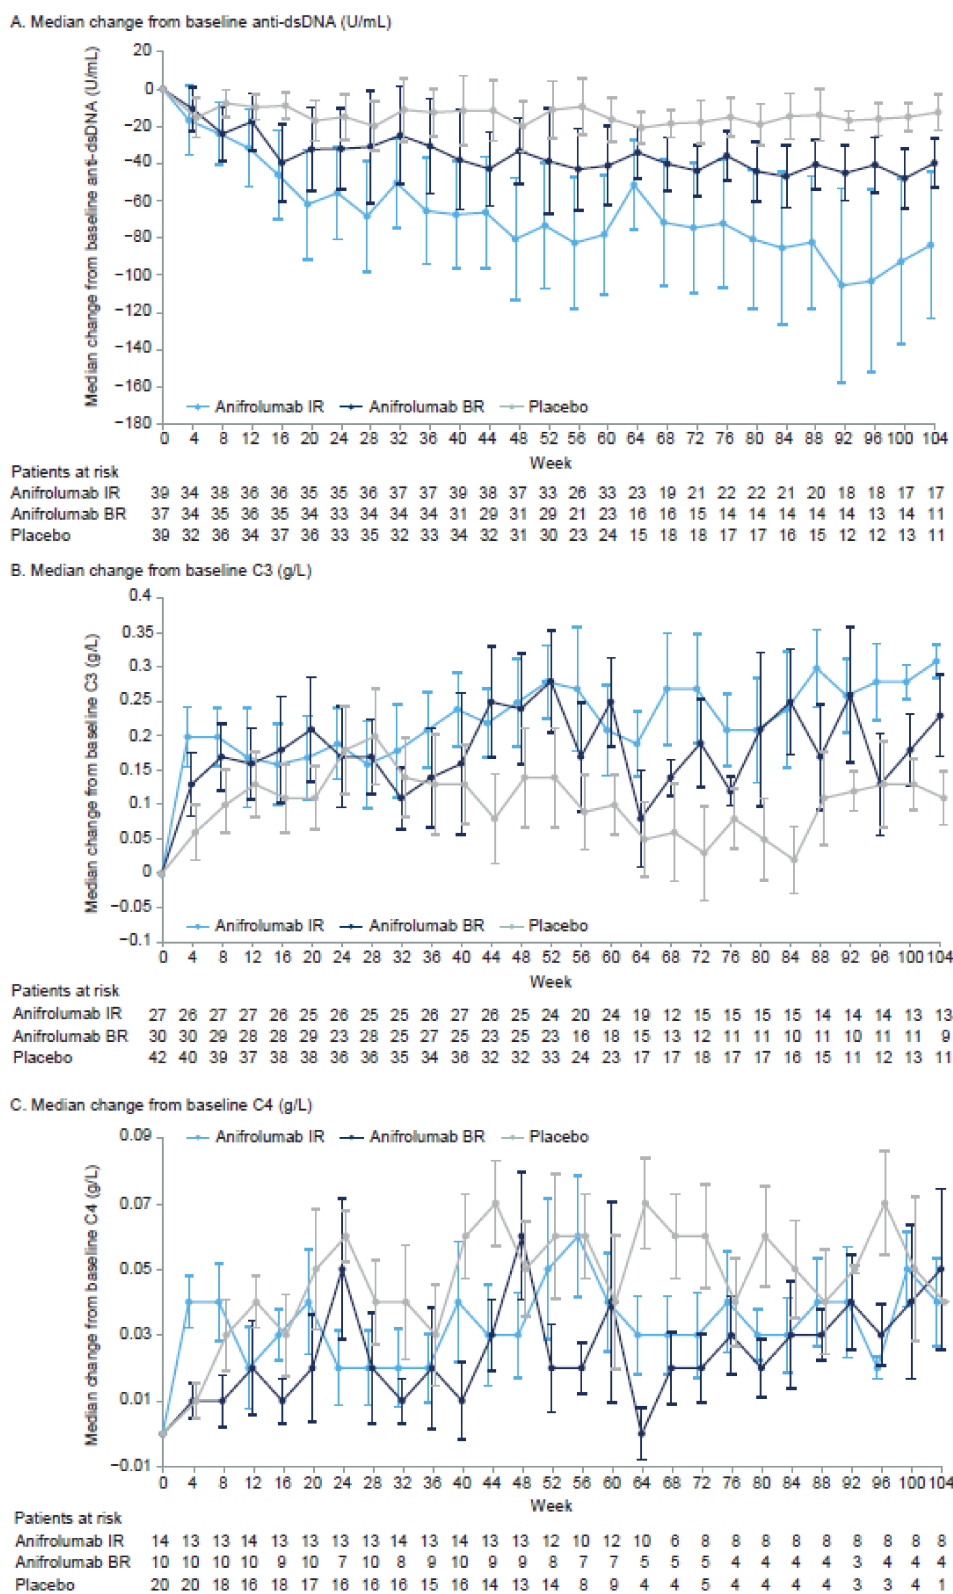 A. Median change from baseline anti-dsDNA (U/mL)
Median change from baseline anti-dsDNA (U/mL)
20
0
−20
−40
−60
−80
−100
−120
−140
−160
−180
Anifrolumab IR Anifrolumab BR Placebo
0 4 8 12 16 20 24 28 32 36 40 44 48 52 56 60 64 68 72 76 80 84 88 92 96 100 104
Week
Patients at risk
Anifrolumab IR 39 34 38 36 36 35 35 36 37 37 39 38 37 33 26 33 23 19 21 22 22 21 20 18 18 17 17
Anifrolumab BR 37 34 35 36 35 34 33 34 34 34 31 29 31 29 21 23 16 16 15 14 14 14 14 14 13 14 11
Placebo 39 32 36 34 37 36 33 35 32 33 34 32 31 30 23 24 15 18 18 17 17 16 15 12 12 13 11
B. Median change from baseline C3 (g/L)
Median change from baseline C3 (g/L)
0.4
0.35
0.3
0.25
0.2
0.15
0.1
0.05
0
−0.05
−0.1
Anifrolumab IR Anifrolumab BR Placebo
0 4 8 12 16 20 24 28 32 36 40 44 48 52 56 60 64 68 72 76 80 84 88 92 96 100 104
Week
Patients at risk
Anifrolumab IR 27 26 27 27 26 25 26 25 25 26 27 26 25 24 20 24 19 12 15 15 15 15 14 14 14 13 13
Anifrolumab BR 30 30 29 28 28 29 23 28 25 27 25 23 25 23 16 18 15 13 12 11 11 10 11 10 11 11 9
Placebo 42 40 39 37 38 38 36 36 35 34 36 32 32 33 24 23 17 17 18 17 17 16 15 11 12 13 11
C. Median change from baseline C4 (g/L)
Median change from baseline C4 (g/L)
Anifrolumab IR Anifrolumab BR Placebo
0.09
0.07
0.05
0.03
0.01
−0.01
0 4 8 12 16 20 24 28 32 36 40 44 48 52 56 60 64 68 72 76 80 84 88 92 96 100 104
Week
Patients at risk
Anifrolumab IR 14 13 13 14 13 13 13 13 14 13 14 13 13 12 10 12 10 6 8 8 8 8 8 8 8 8 8
Anifrolumab BR 10 10 10 10 9 10 7 10 8 9 10 9 9 8 7 7 5 5 5 4 4 4 4 3 4 4 4
Placebo 20 20 18 16 18 17 16 16 16 15 16 14 13 14 8 9 4 4 5 4 4 4 4 3 3 4 1